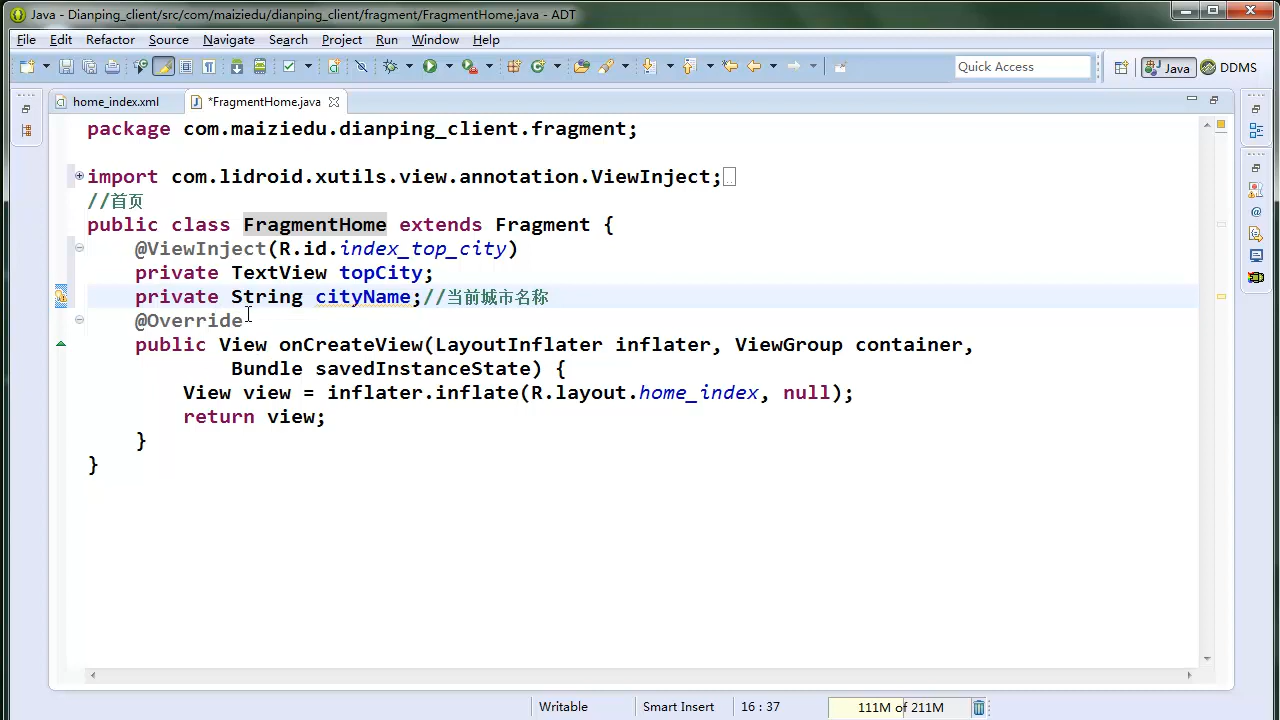 Java - Dianping_client/src/com/maiziedu/dianping_client/fragment/FragmentHome.java - ADT
File Edit Refactor Source Navigate Search Project Run Window Help
Quick Access
Java
DDMS
home_index.xml
*FragmentHome.java
package com.maiziedu.dianping_client.fragment;
import com.lidroid.xutils.view.annotation.ViewInject;
//首页
public class FragmentHome extends Fragment {
@ViewInject(R.id.index_top_city)
private TextView topCity;
private String cityName;//当前城市名称
@Override
public View onCreateView(LayoutInflater inflater, ViewGroup container,
Bundle savedInstanceState) {
View view = inflater.inflate(R.layout.home_index, null);
return view;
}
}
Writable
Smart Insert
16 : 37
111M of 211M